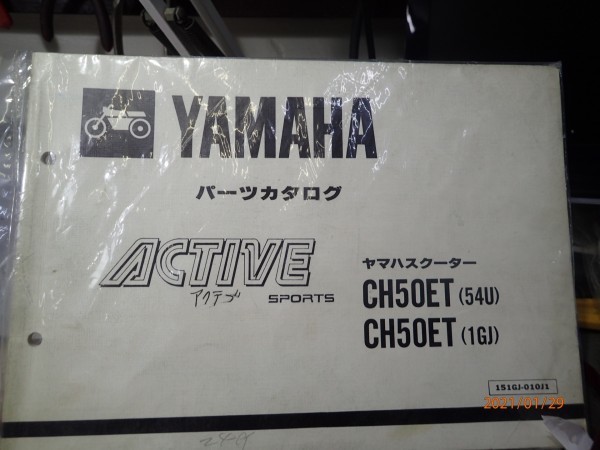 YAMAHA
パーツカタログ
ACTIVE
SPORTS
アクテブ
ヤマハスクーター
CH50ET (54U)
CH50ET (1GJ)
151GJ-010J1
2021/01/29